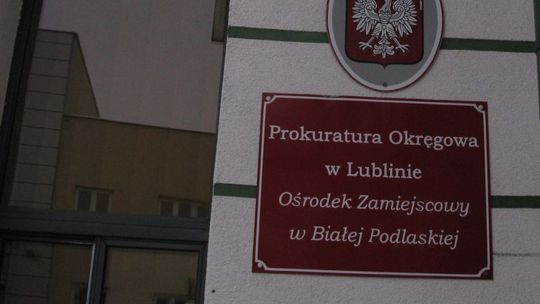 Prokuratura Okręgowa
w Lublinie
Ośrodek Zamiejscowy
w Białej Podlaskiej